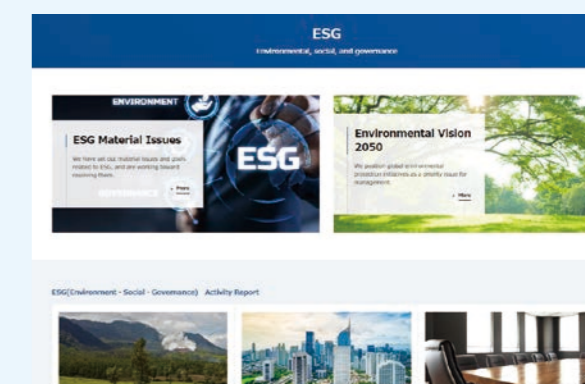 ESG
Environmental, social, and governance
ENVIRONMENT
ESG Material Issues
We have set out material issues and goals
related to ESG, and are working toward
resolving them.
More
ESG
GOVERNANCE
Environmental Vision
2050
We position global environmental
protection initiatives as a priority issue for
management.
More
ESG(Environment - Social - Governance) Activity Report